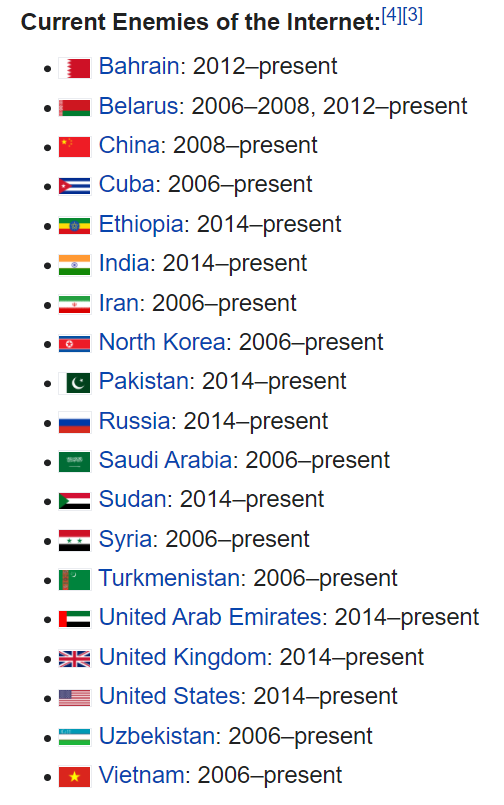 Current Enemies of the Internet:[4][3]
Bahrain: 2012–present
Belarus: 2006–2008, 2012–present
China: 2008–present
Cuba: 2006–present
Ethiopia: 2014–present
India: 2014–present
Iran: 2006–present
North Korea: 2006–present
Pakistan: 2014–present
Russia: 2014–present
Saudi Arabia: 2006–present
Sudan: 2014–present
Syria: 2006–present
Turkmenistan: 2006–present
United Arab Emirates: 2014–present
United Kingdom: 2014–present
United States: 2014–present
Uzbekistan: 2006–present
Vietnam: 2006–present